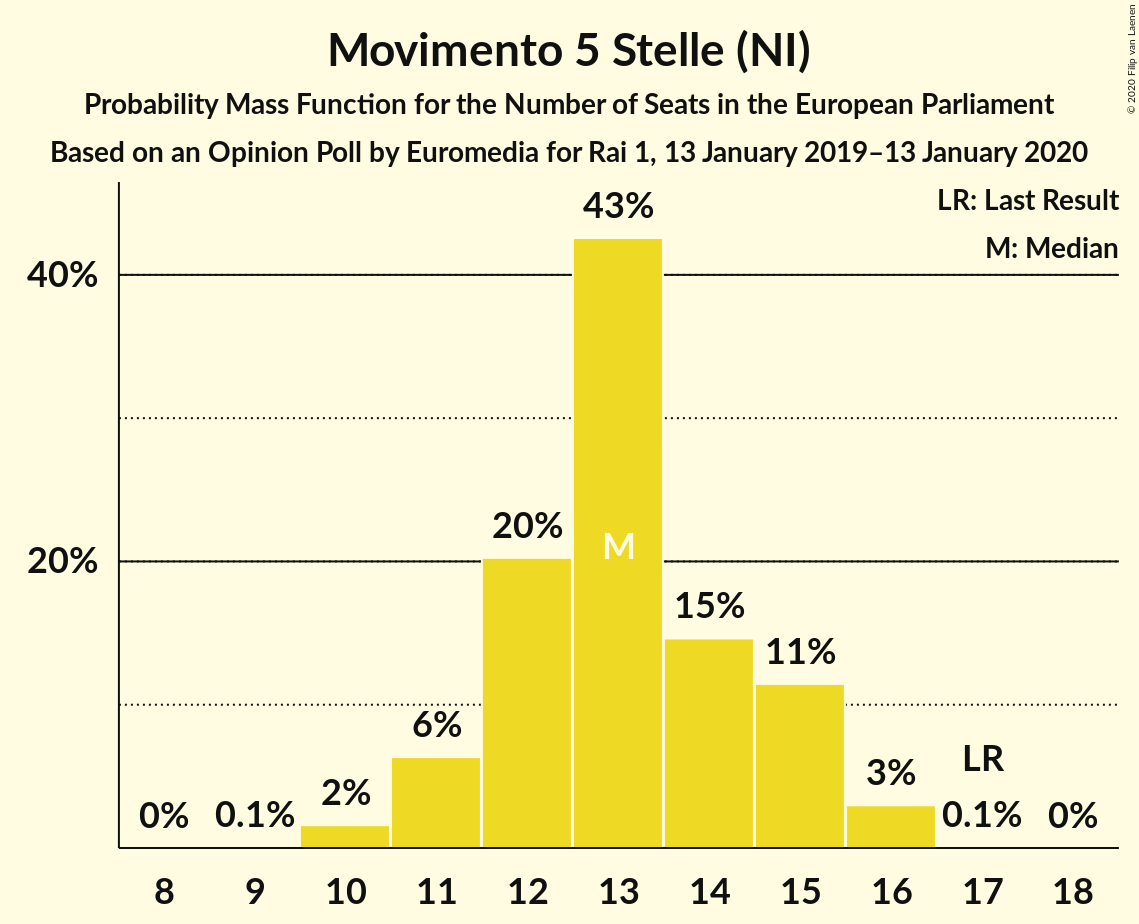 Movimento 5 Stelle (NI)
Probability Mass Function for the Number of Seats in the European Parliament
Based on an Opinion Poll by Euromedia for Rai 1, 13 January 2019–13 January 2020
© 2020 Filip van Laenen
LR: Last Result
M: Median
43%
40%
20%
M
20%
15%
11%
6%
3%
LR
2%
0%
0.1%
0.1%
0%
8 9 10 11 12 13 14 15 16 17 18